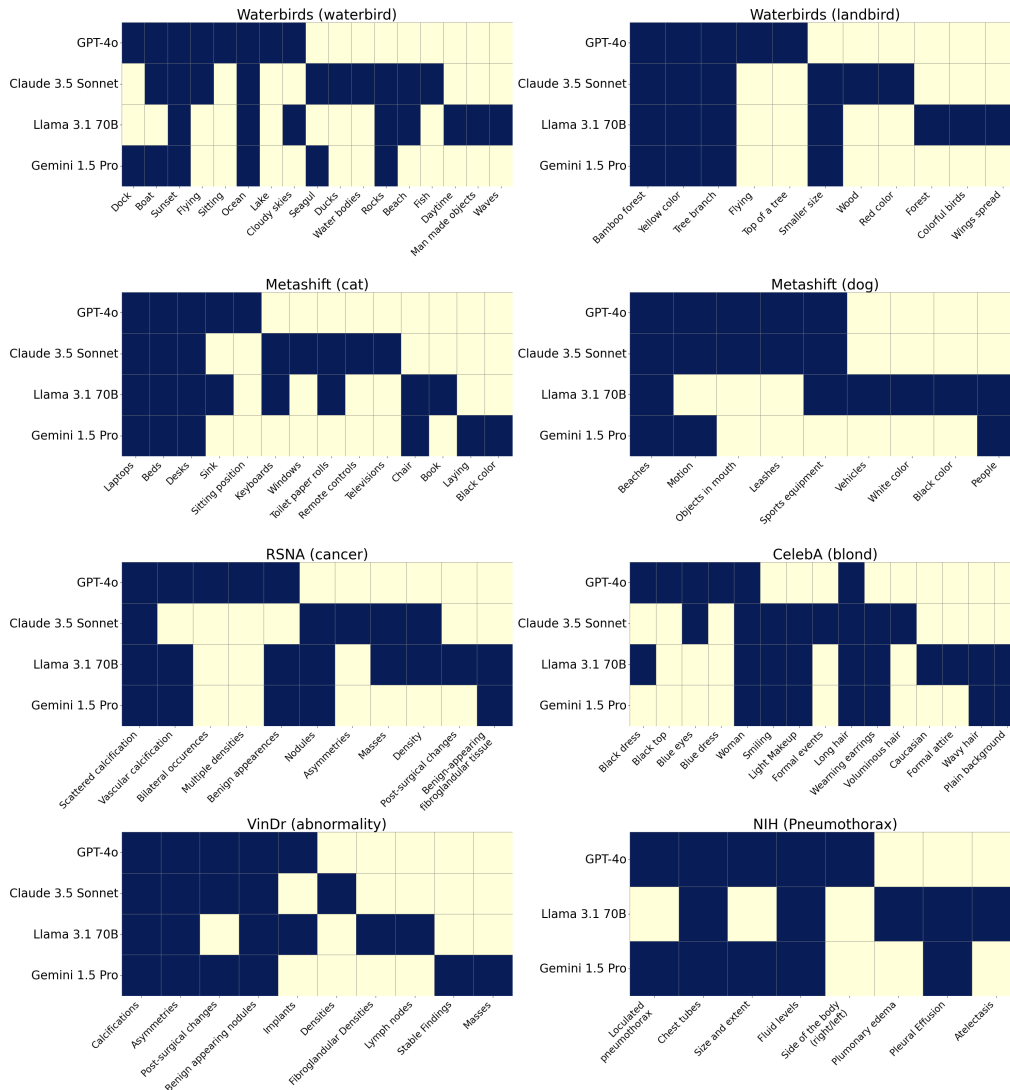 Waterbirds (waterbird)
GPT-4o
Claude 3.5 Sonnet
Llama 3.1 70B
Gemini 1.5 Pro
Dock
Boat
Sunset
Flying
Sitting
Ocean
Lake
Cloudy skies
Seagul
Ducks
Water bodies
Rocks
Beach
Fish
Daytime
Man made objects
Waves
Waterbirds (landbird)
GPT-4o
Claude 3.5 Sonnet
Llama 3.1 70B
Gemini 1.5 Pro
Bamboo forest
Yellow color
Tree branch
Flying
Top of a tree
Smaller size
Wood
Red color
Forest
Colorful birds
Wings spread
Metashift (cat)
GPT-4o
Claude 3.5 Sonnet
Llama 3.1 70B
Gemini 1.5 Pro
Laptops
Beds
Desks
Sink
Sitting position
Keyboards
Windows
Toilet paper rolls
Remote controls
Televisions
Chair
Book
Laying
Black color
Metashift (dog)
GPT-4o
Claude 3.5 Sonnet
Llama 3.1 70B
Gemini 1.5 Pro
Beaches
Motion
Objects in mouth
Leashes
Sports equipment
Vehicles
White color
Black color
People
RSNA (cancer)
GPT-4o
Claude 3.5 Sonnet
Llama 3.1 70B
Gemini 1.5 Pro
Scattered calcification
Vascular calcification
Bilateral occurences
Multiple densities
Benign appearences
Nodules
Asymmetries
Masses
Density
Post-surgical changes
Benign-appearing
fibroglandular tissue
CelebA (blond)
GPT-4o
Claude 3.5 Sonnet
Llama 3.1 70B
Gemini 1.5 Pro
Black dress
Black top
Blue eyes
Blue dress
Woman
Smiling
Light Makeup
Formal events
Long hair
Wearning earrings
Voluminous hair
Caucasian
Formal attire
Wavy hair
Plain background
VinDr (abnormality)
GPT-4o
Claude 3.5 Sonnet
Llama 3.1 70B
Gemini 1.5 Pro
Calcifications
Asymmetries
Post-surgical changes
Benign appearing nodules
Implants
Densities
Fibroglandular Densities
Lymph nodes
Stable Findings
Masses
NIH (Pneumothorax)
GPT-4o
Llama 3.1 70B
Gemini 1.5 Pro
Loculated
pneumothorax
Chest tubes
Size and extent
Fluid levels
Side of the body
(right/left)
Plumonary edema
Pleural Effusion
Atelectasis